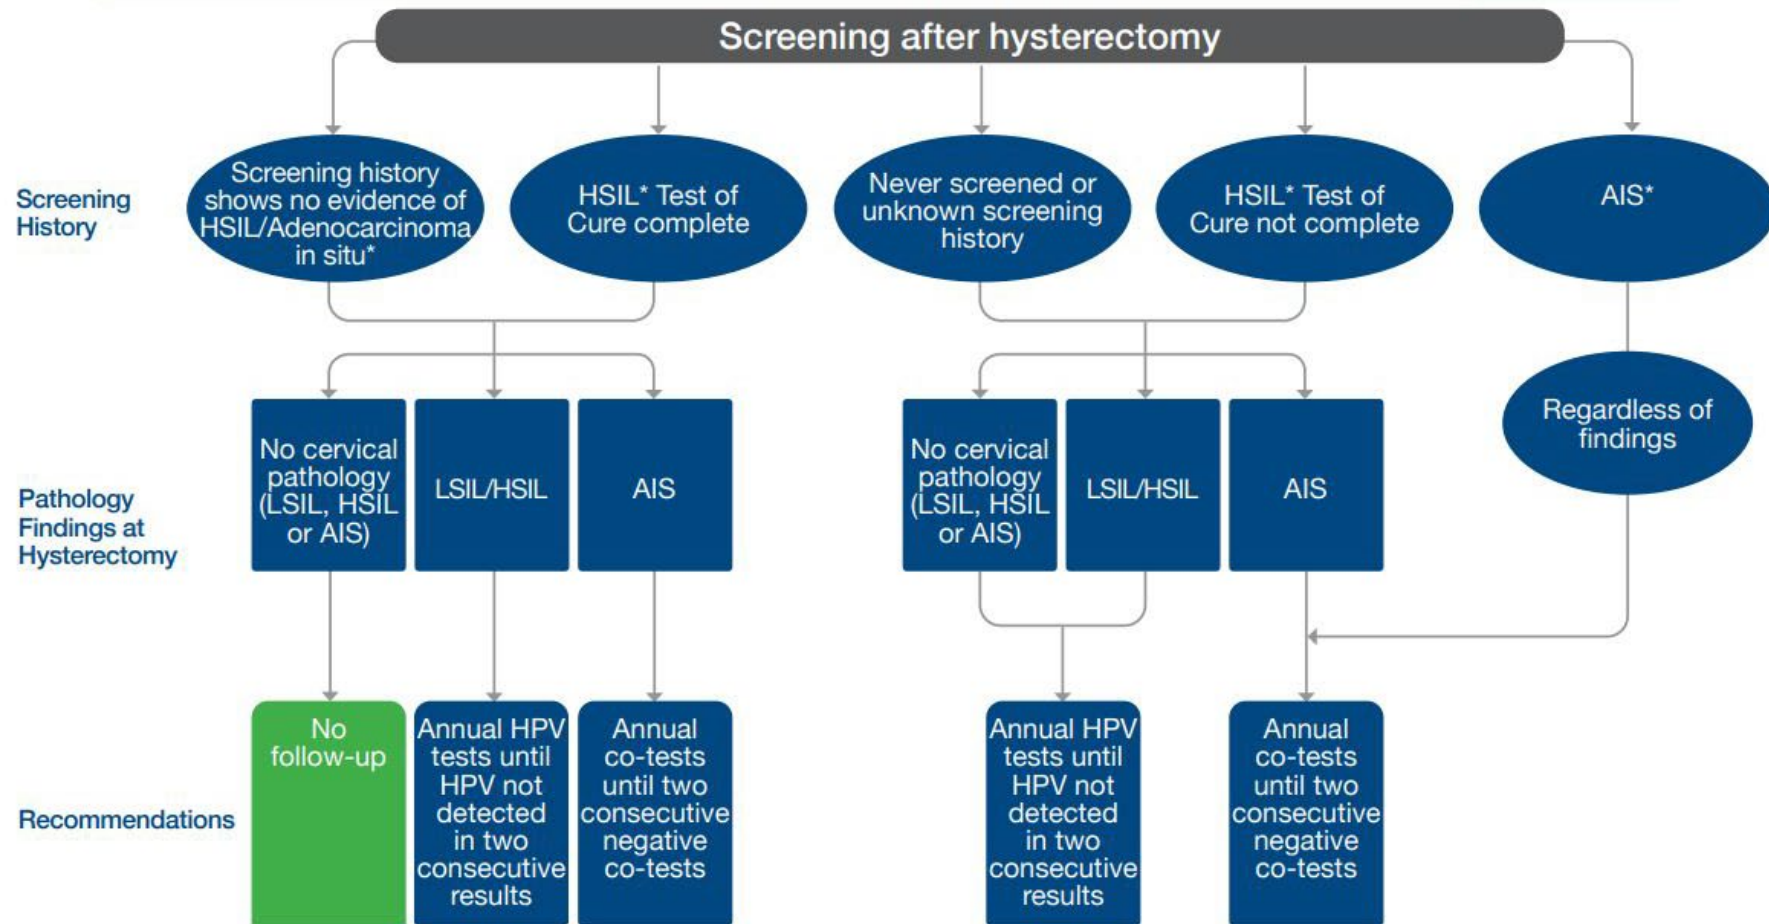 Screening after hysterectomy
Screening
History
Screening history
shows no evidence of
HSIL/Adenocarcinoma
in situ*
HSIL* Test of
Cure complete
Never screened or
unknown screening
history
HSIL* Test of
Cure not complete
AIS*
Regardless of
findings
Pathology
Findings at
Hysterectomy
No cervical
pathology
(LSIL, HSIL
or AIS)
LSIL/HSIL
AIS
No cervical
pathology
(LSIL, HSIL
or AIS)
LSIL/HSIL
AIS
Recommendations
No
follow-up
Annual HPV
tests until
HPV not
detected
in two
consecutive
results
Annual
co-tests
until two
consecutive
negative
co-tests
Annual HPV
tests until
HPV not
detected
in two
consecutive
results
Annual
co-tests
until two
consecutive
negative
co-tests